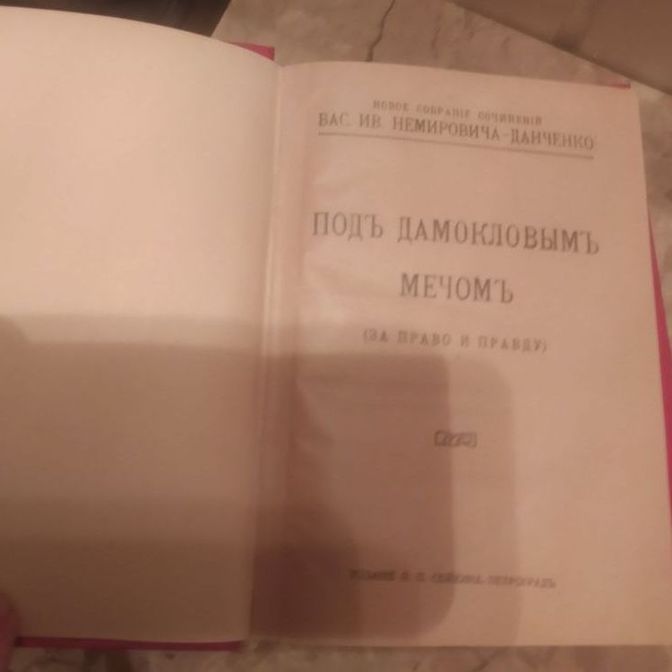 НОВОЕ СОБРАНІЕ СОЧИНЕНІЙ
ВАС. ИВ. НЕМИРОВИЧА-ДАНЧЕНКО
ПОДЪ ДАМОКЛОВЫМЪ
МЕЧОМЪ
(ЗА ПРАВО И ПРАВДУ)
ИЗДАНІЕ П. П. СОЙКИНА. ПЕТРОГРАДЪ